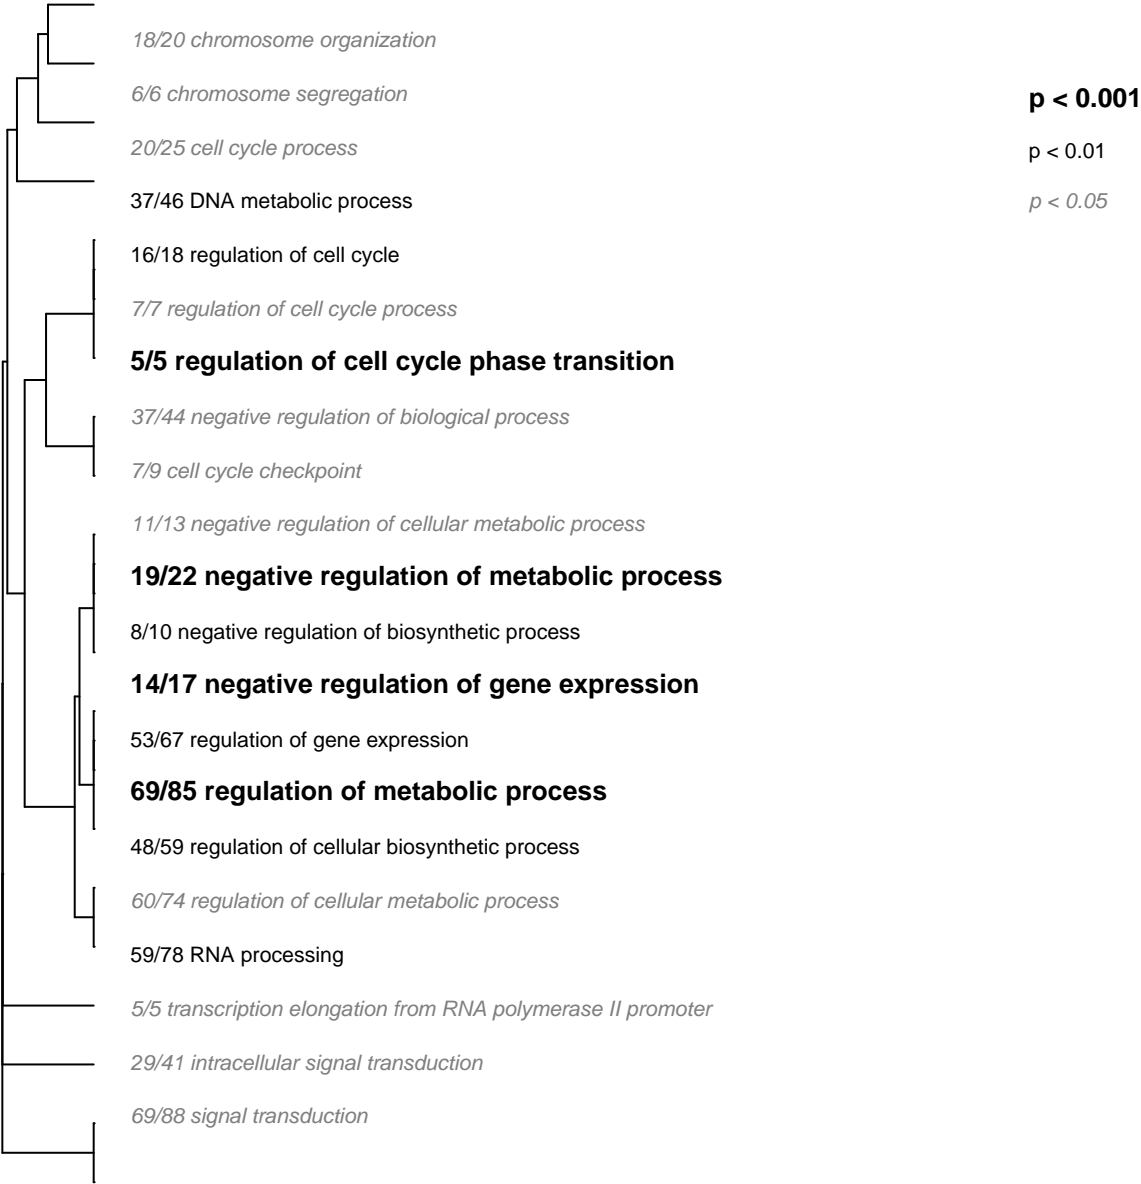 18/20 chromosome organization
6/6 chromosome segregation
20/25 cell cycle process
37/46 DNA metabolic process
16/18 regulation of cell cycle
7/7 regulation of cell cycle process
5/5 regulation of cell cycle phase transition
37/44 negative regulation of biological process
7/9 cell cycle checkpoint
11/13 negative regulation of cellular metabolic process
19/22 negative regulation of metabolic process
8/10 negative regulation of biosynthetic process
14/17 negative regulation of gene expression
53/67 regulation of gene expression
69/85 regulation of metabolic process
48/59 regulation of cellular biosynthetic process
60/74 regulation of cellular metabolic process
59/78 RNA processing
5/5 transcription elongation from RNA polymerase II promoter
29/41 intracellular signal transduction
69/88 signal transduction
p < 0.001
p < 0.01
p < 0.05